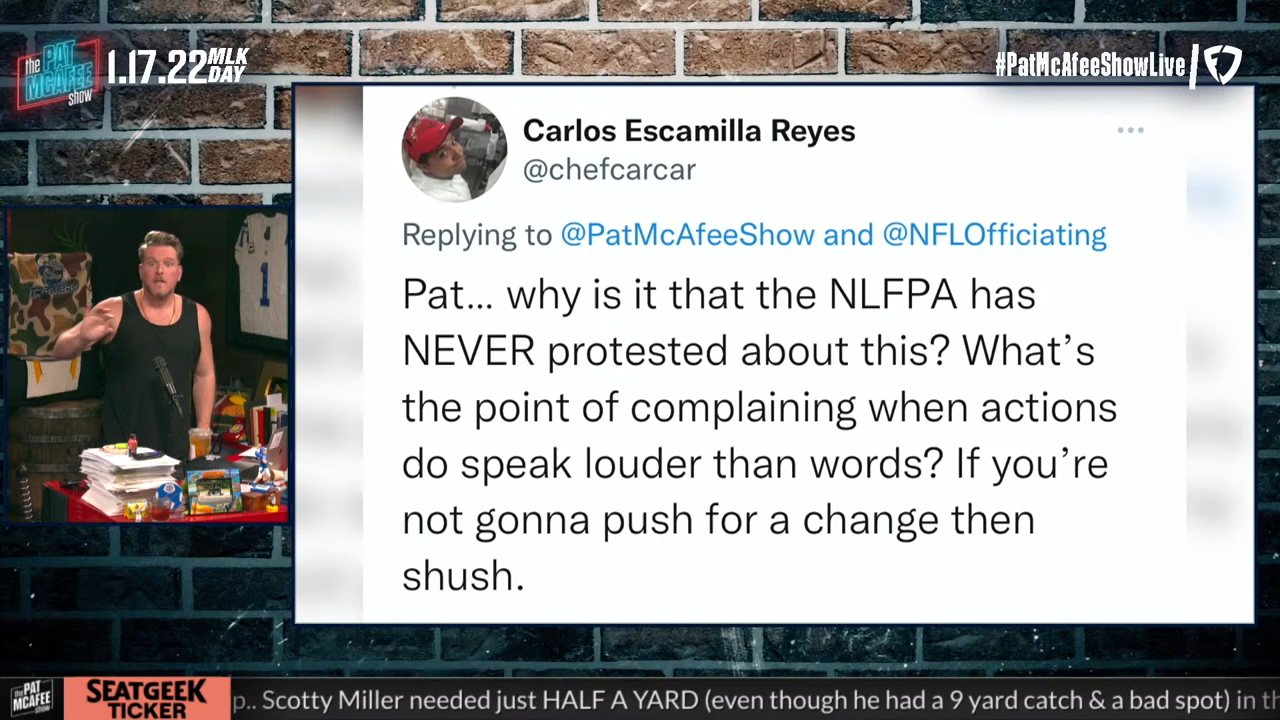 the PAT MCAFEE show
1.17.22 MLK DAY
#PatMcAfeeShowLive
Carlos Escamilla Reyes
@chefcarcar
Replying to @PatMcAfeeShow and @NFLOfficiating
Pat... why is it that the NLFPA has
NEVER protested about this? What's
the point of complaining when actions
do speak louder than words? If you're
not gonna push for a change then
shush.
1
the PAT MCAFEE show
SEATGEEK
TICKER
p.. Scotty Miller needed just HALF A YARD (even though he had a 9 yard catch & a bad spot) in th